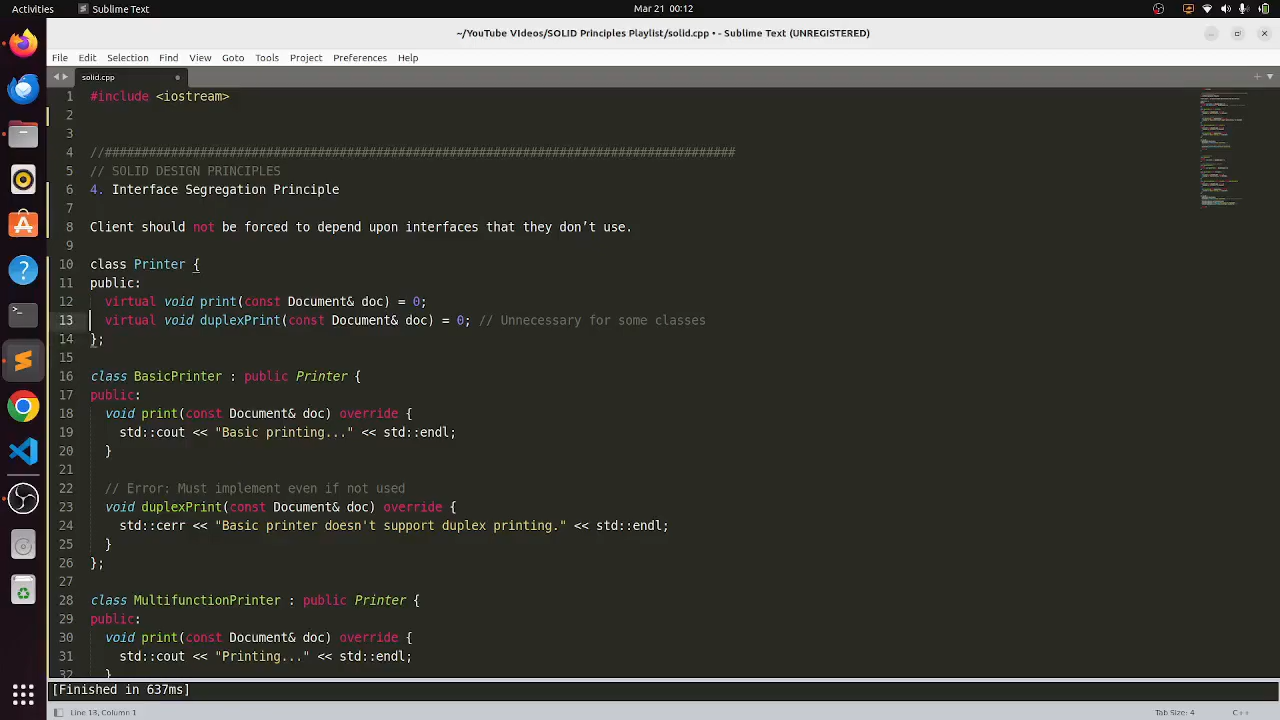 Activities
Sublime Text
Mar 21 00:12
~/YouTube VIdeos/SOLID Principles Playlist/solid.cpp • - Sublime Text (UNREGISTERED)
File Edit Selection Find View Goto Tools Project Preferences Help
solid.cpp
1 #include <iostream>
2
3
4 //#######################################################################################
5 // SOLID DESIGN PRINCIPLES
6 . Interface Segregation Principle
7
8 Client should not be forced to depend upon interfaces that they don’t use.
9
10 class Printer {
11 public:
12 virtual void print(const Document& doc) = 0;
13 virtual void duplexPrint(const Document& doc) = 0; // Unnecessary for some classes
14 };
15
16 class BasicPrinter : public Printer {
17 public:
18 void print(const Document& doc) override {
19 std::cout << "Basic printing..." << std::endl;
20 }
21
22 // Error: Must implement even if not used
23 void duplexPrint(const Document& doc) override {
24 std::cerr << "Basic printer doesn't support duplex printing." << std::endl;
25 }
26 };
27
28 class MultifunctionPrinter : public Printer {
29 public:
30 void print(const Document& doc) override {
31 std::cout << "Printing..." << std::endl;
32 }
[Finished in 637ms]
Line 13, Column 1
Tab Size: 4
C++